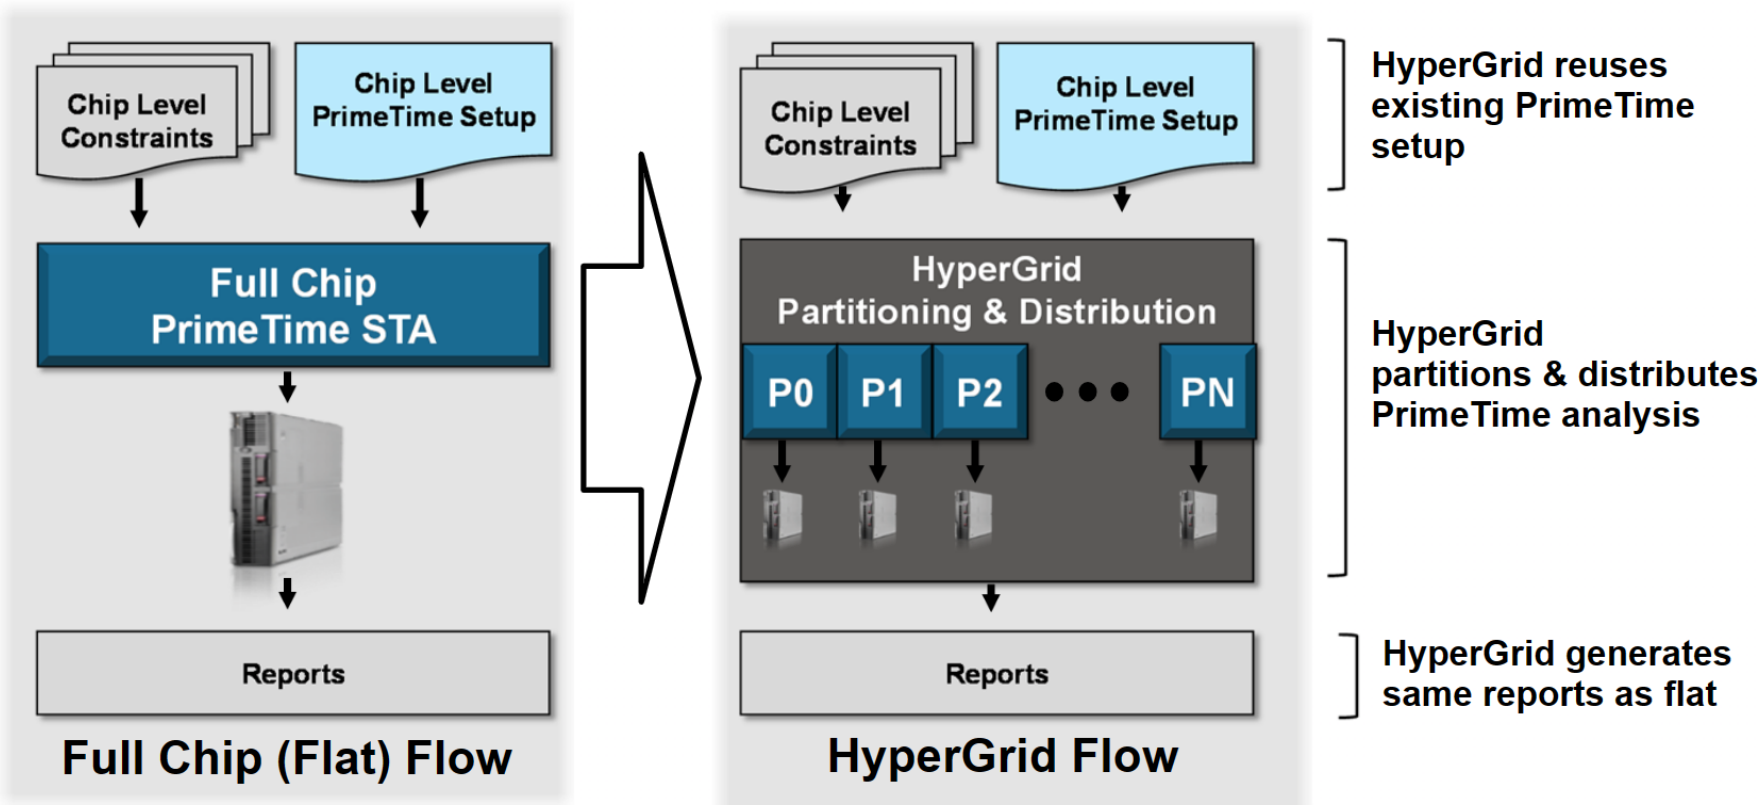 Chip Level
Constraints
Chip Level
PrimeTime Setup
Full Chip
PrimeTime STA
Reports
Full Chip (Flat) Flow
Chip Level
Constraints
Chip Level
PrimeTime Setup
HyperGrid
Partitioning & Distribution
P0
P1
P2
PN
Reports
HyperGrid Flow
HyperGrid reuses
existing PrimeTime
setup
HyperGrid
partitions & distributes
PrimeTime analysis
HyperGrid generates
same reports as flat